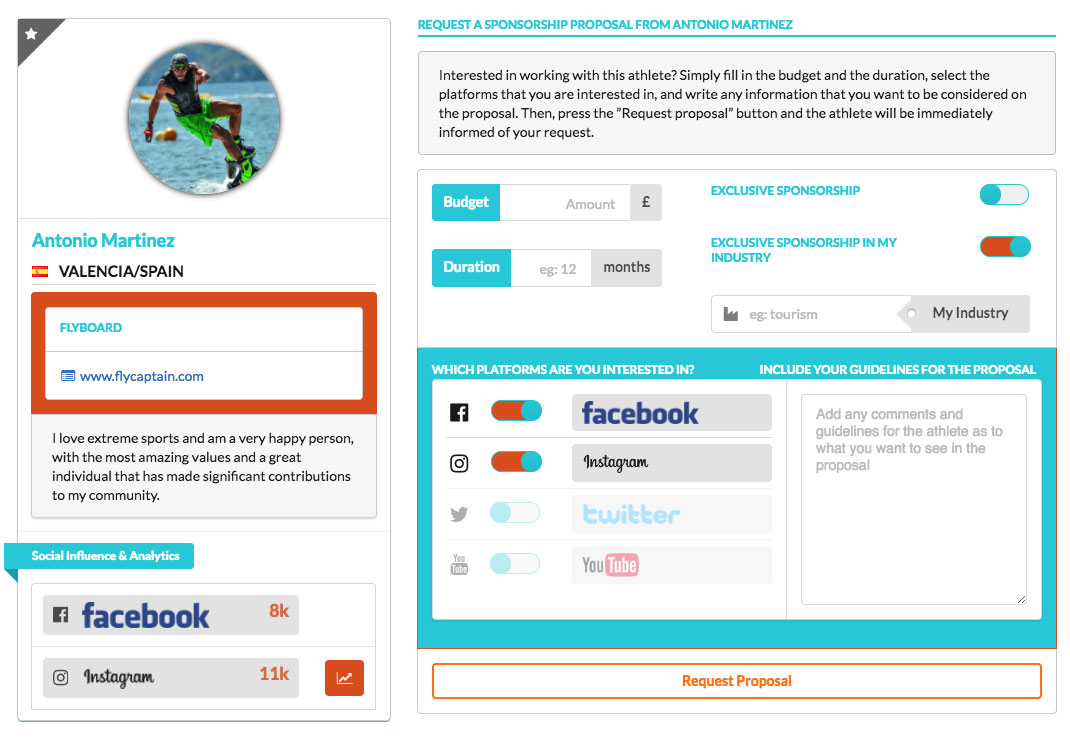 Antonio Martinez
VALENCIA/SPAIN
FLYBOARD
www.flycaptain.com
I love extreme sports and am a very happy person,
with the most amazing values and a great
individual that has made significant contributions
to my community.
Social Influence & Analytics
facebook 8k
Instagram 11k
REQUEST A SPONSORSHIP PROPOSAL FROM ANTONIO MARTINEZ
Interested in working with this athlete? Simply fill in the budget and the duration, select the
platforms that you are interested in, and write any information that you want to be considered on
the proposal. Then, press the ”Request proposal” button and the athlete will be immediately
informed of your request.
Budget Amount £
Duration eg: 12 months
EXCLUSIVE SPONSORSHIP
EXCLUSIVE SPONSORSHIP IN MY
INDUSTRY
eg: tourism My Industry
WHICH PLATFORMS ARE YOU INTERESTED IN?
facebook
Instagram
twitter
You Tube YouTube
INCLUDE YOUR GUIDELINES FOR THE PROPOSAL
Add any comments and
guidelines for the athlete as to
what you want to see in the
proposal
Request Proposal